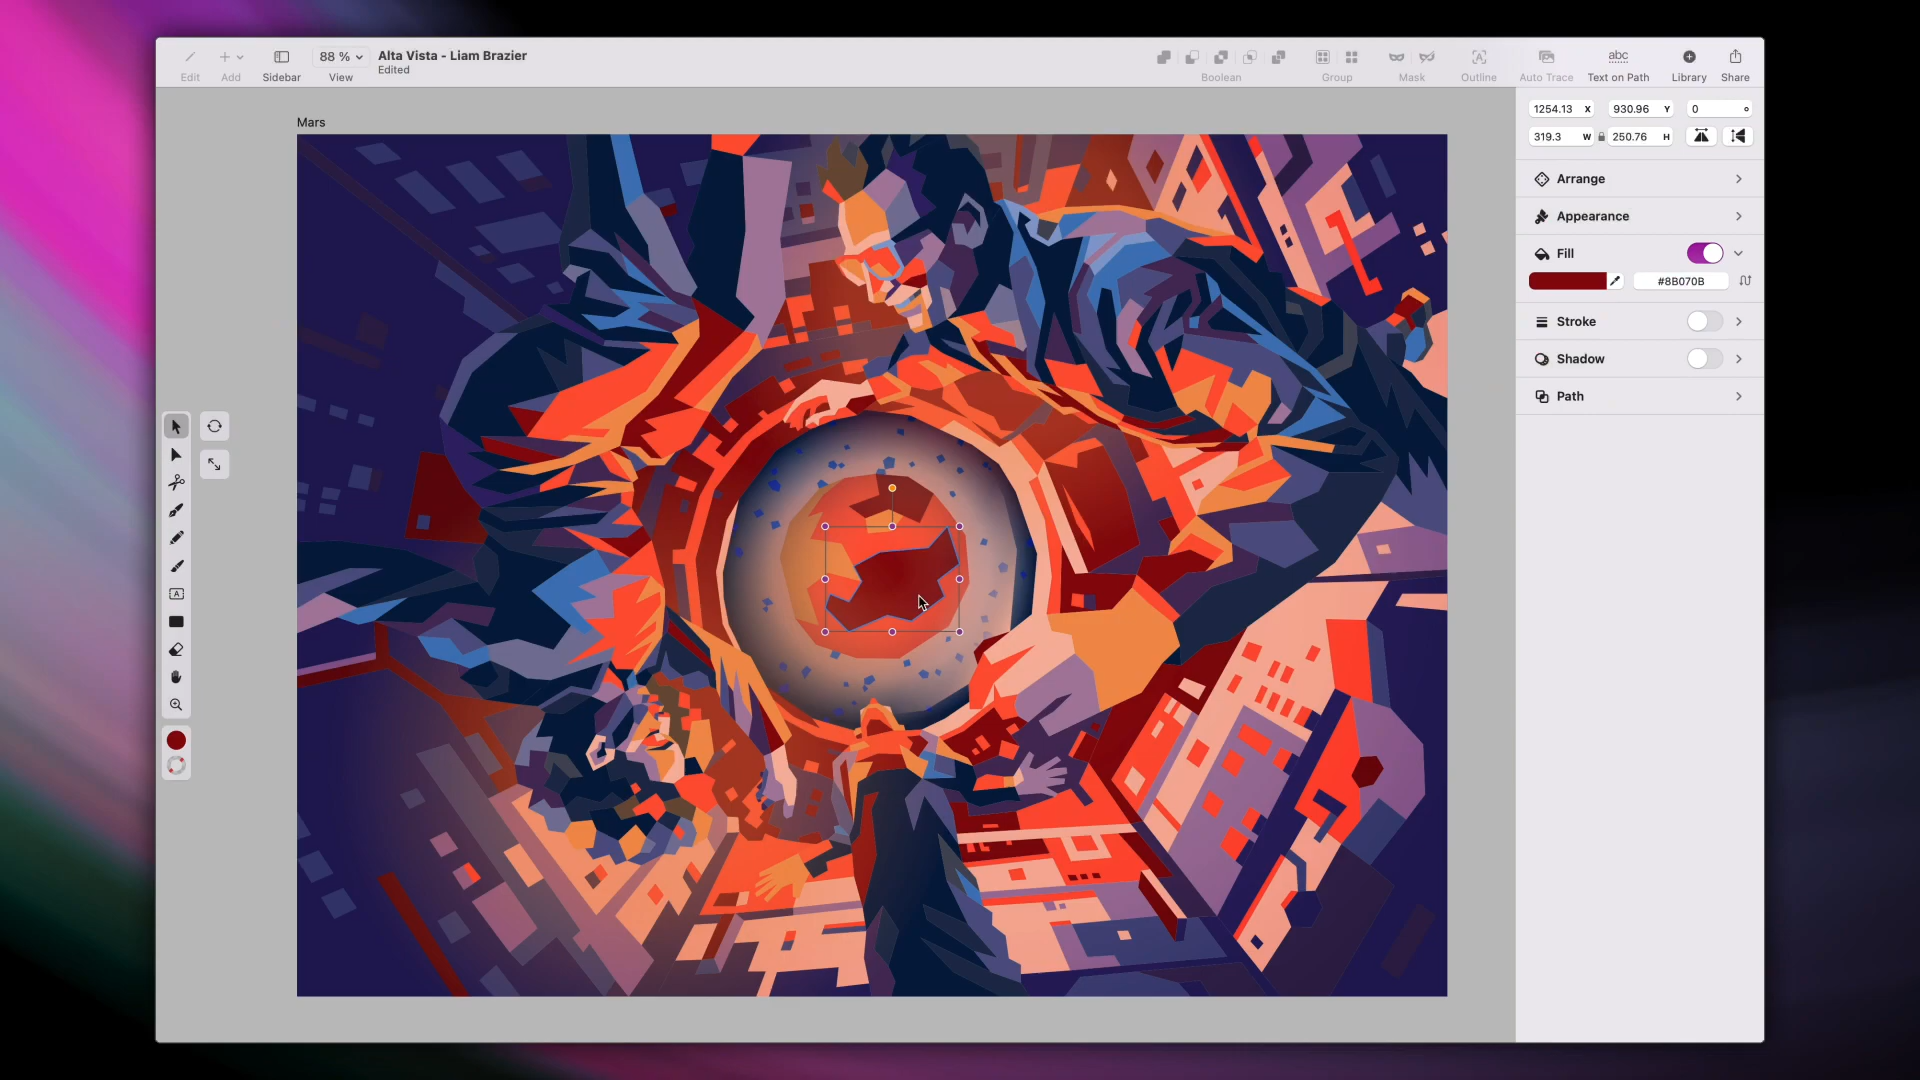 Edit
Add
Sidebar
88 %
View
Alta Vista - Liam Brazier
Edited
Boolean
Group
Mask
Outline
Auto Trace
abc
Text on Path
Library
Share
Mars
1254.13 X
930.96 Y
0 °
319.3 W
250.76 H
Arrange
Appearance
Fill
#8B070B
Stroke
Shadow
Path
A